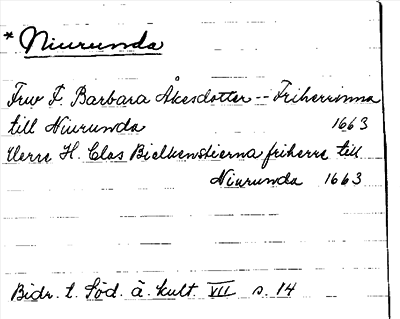 * Niurunda
Frw F. Barbara Åkesdotter -- Friherrinna
till Niurunda 1663
Herre H. Clas Bielkenstierna friherre till
Niurunda 1663
Bidr. t. Söd. ä. kult. VII s. 14